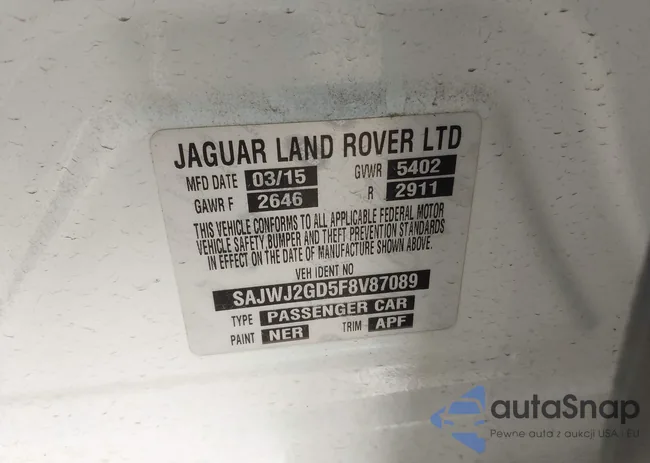 JAGUAR LAND ROVER LTD
MFD DATE 03/15 GVWR 5402
GAWR F 2646 R 2911
THIS VEHICLE CONFORMS TO ALL APPLICABLE FEDERAL MOTOR
VEHICLE SAFETY,BUMPER AND THEFT PREVENTION STANDARDS
IN EFFECT ON THE DATE OF MANUFACTURE SHOWN ABOVE.
VEH IDENT NO
SAJWJ2GD5F8V87089
TYPE PASSENGER CAR
PAINT NER TRIM APF
autaSnap
Pewne auta z aukcji USA - EU